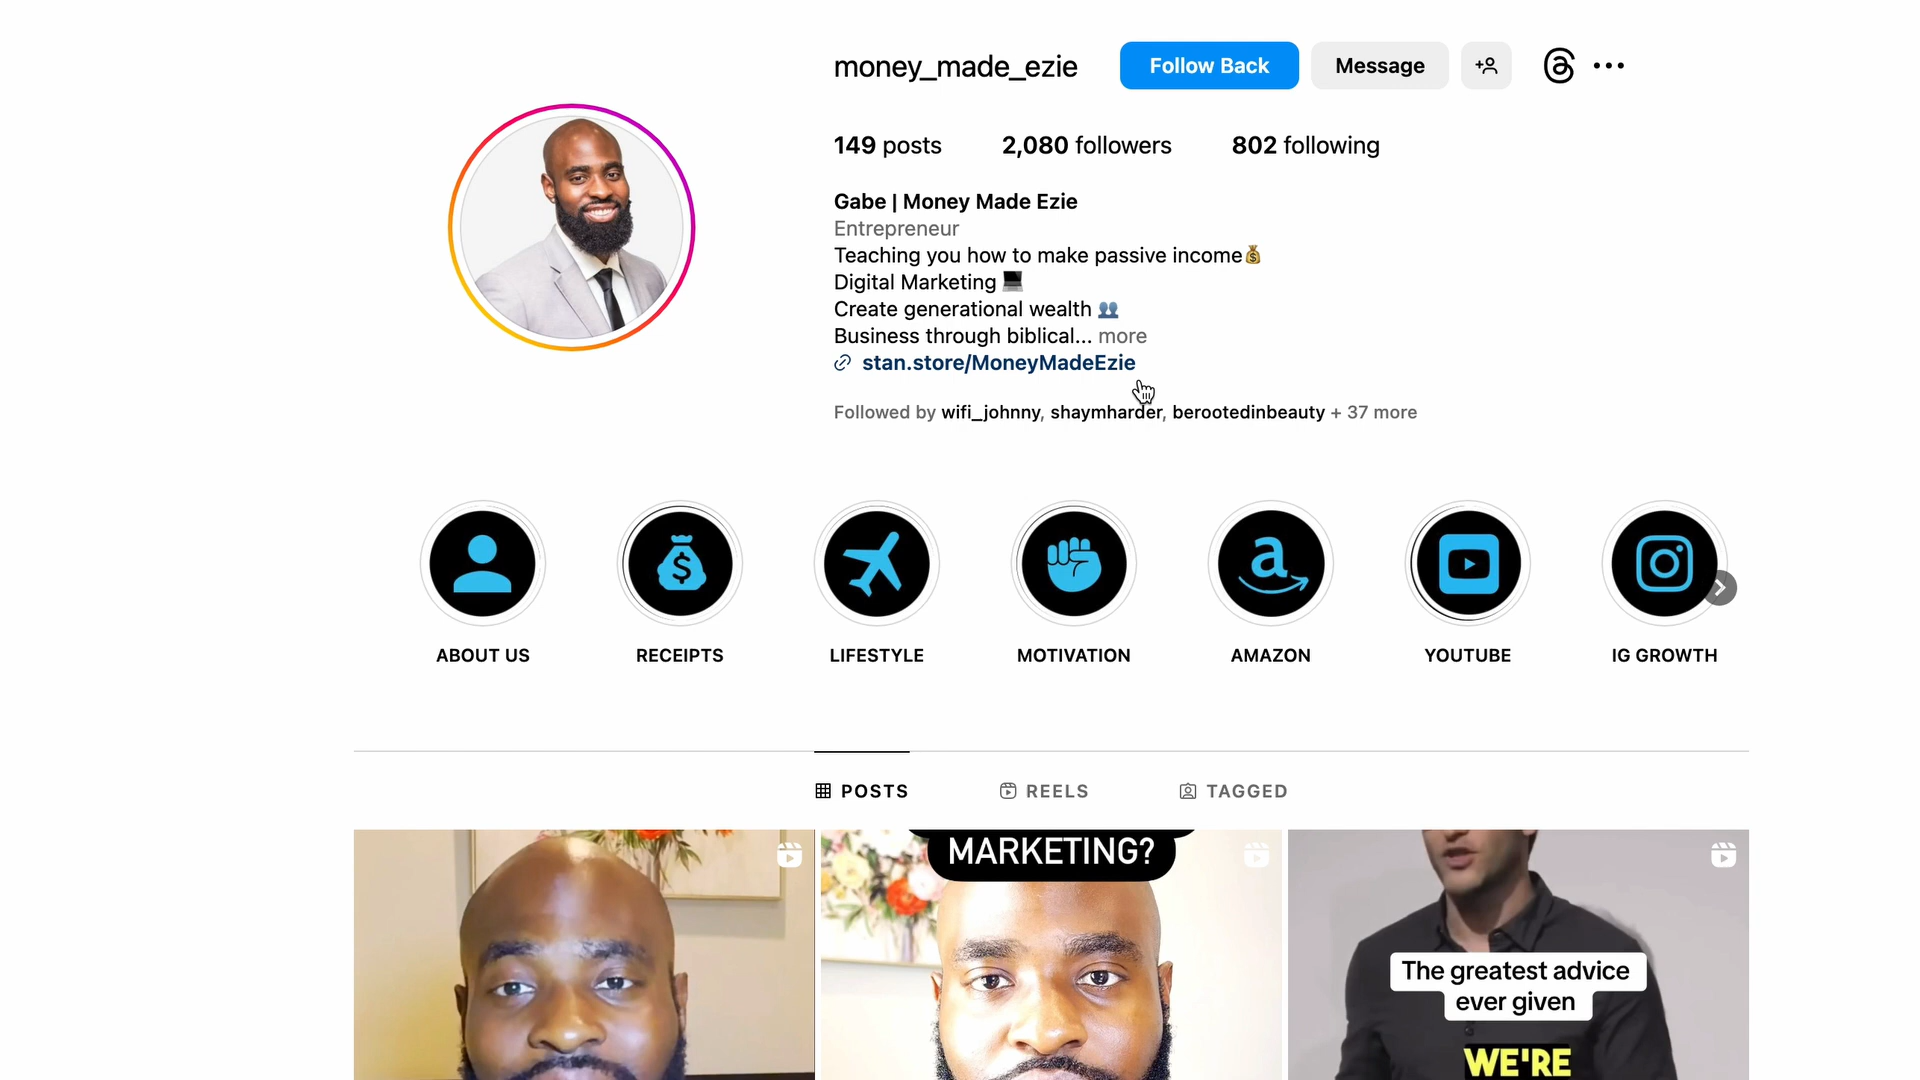 money_made_ezie Follow Back Message
149 posts 2,080 followers 802 following
Gabe | Money Made Ezie
Entrepreneur
Teaching you how to make passive income💰
Digital Marketing 💻
Create generational wealth 👥
Business through biblical... more
stan.store/MoneyMadeEzie
Followed by wifi_johnny, shaymharder, berootedinbeauty + 37 more
ABOUT US RECEIPTS LIFESTYLE MOTIVATION AMAZON YOUTUBE IG GROWTH
POSTS REELS TAGGED
MARKETING?
The greatest advice
ever given
WE'RE